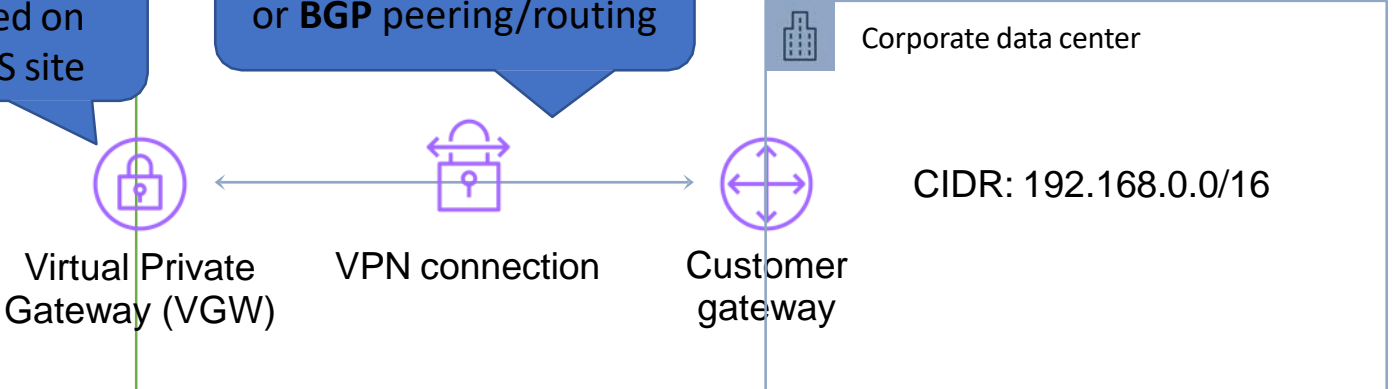 ed on
S site
or BGP peering/routing
Corporate data center
CIDR: 192.168.0.0/16
Virtual Private
Gateway (VGW)
VPN connection
Customer
gateway